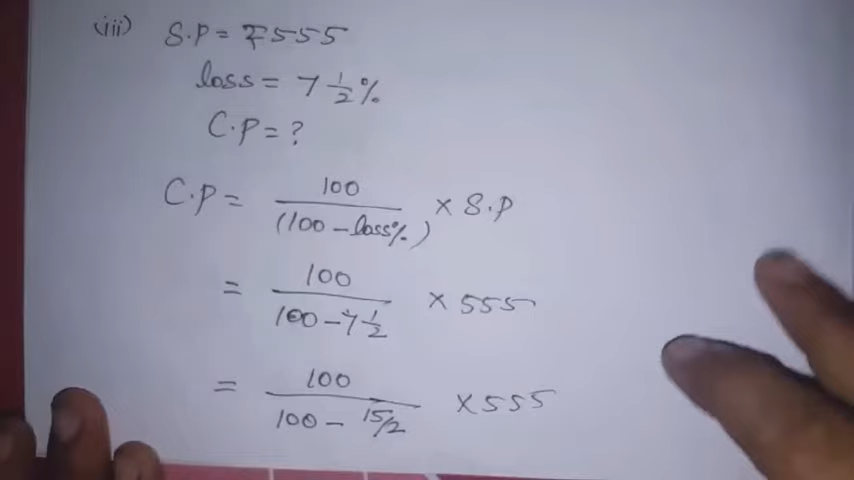 (iii) S.P = ₹555
loss = 7 1/2 %
C.P = ?
C.P = 100/(100 - loss%) × S.P
= 100/100 - 7 1/2 × 555
= 100/100 - 15/2 × 555